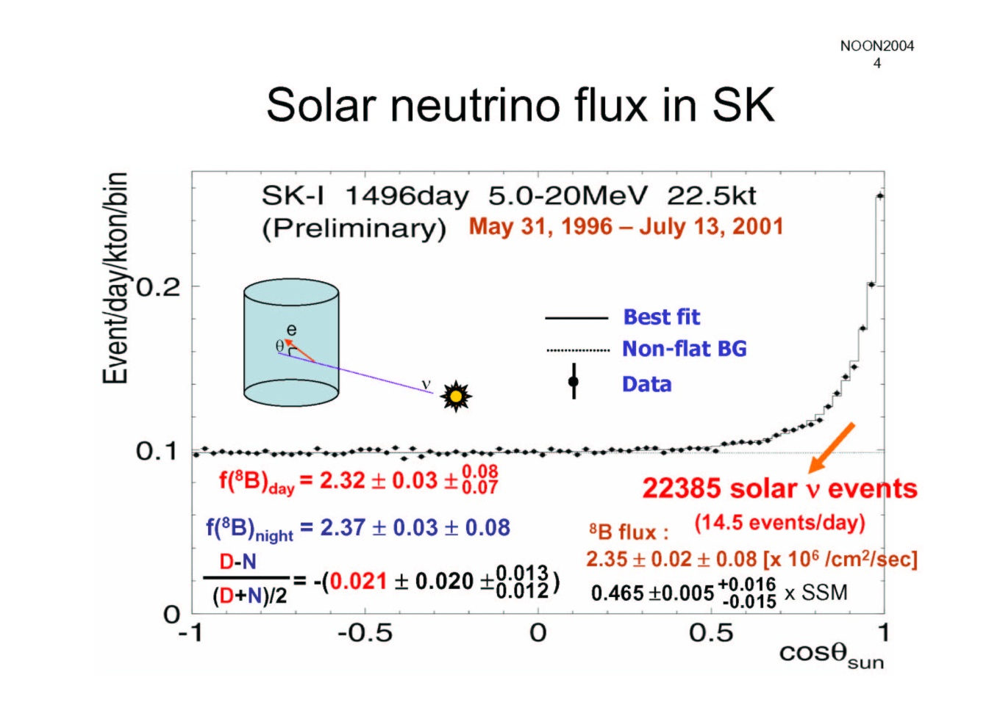 NOON2004
4
Solar neutrino flux in SK
Event/day/kton/bin
SK-I 1496day 5.0-20MeV 22.5kt
(Preliminary) May 31, 1996 – July 13, 2001
0.2
0.1
0
e
θ
ν
Best fit
Non-flat BG
Data
f(⁸B)day = 2.32 ± 0.03 ± 0.08 0.07
f(⁸B)night = 2.37 ± 0.03 ± 0.08
D-N
(D+N)/2
= -(0.021 ± 0.020 ± 0.013 0.012)
22385 solar ν events
(14.5 events/day)
⁸B flux :
2.35 ± 0.02 ± 0.08 [x 10⁶ /cm²/sec]
0.465 ±0.005 +0.016 -0.015 x SSM
-1 -0.5 0 0.5 1
cosθsun